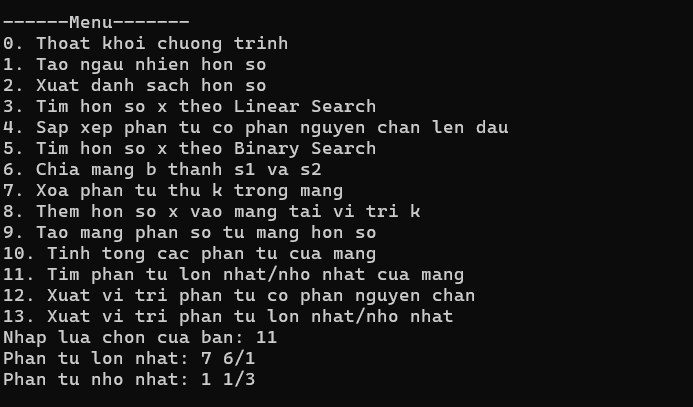 ------Menu-------
0. Thoat khoi chuong trinh
1. Tao ngau nhien hon so
2. Xuat danh sach hon so
3. Tim hon so x theo Linear Search
4. Sap xep phan tu co phan nguyen chan len dau
5. Tim hon so x theo Binary Search
6. Chia mang b thanh s1 va s2
7. Xoa phan tu thu k trong mang
8. Them hon so x vao mang tai vi tri k
9. Tao mang phan so tu mang hon so
10. Tinh tong cac phan tu cua mang
11. Tim phan tu lon nhat/nho nhat cua mang
12. Xuat vi tri phan tu co phan nguyen chan
13. Xuat vi tri phan tu lon nhat/nho nhat
Nhap lua chon cua ban: 11
Phan tu lon nhat: 7 6/1
Phan tu nho nhat: 1 1/3